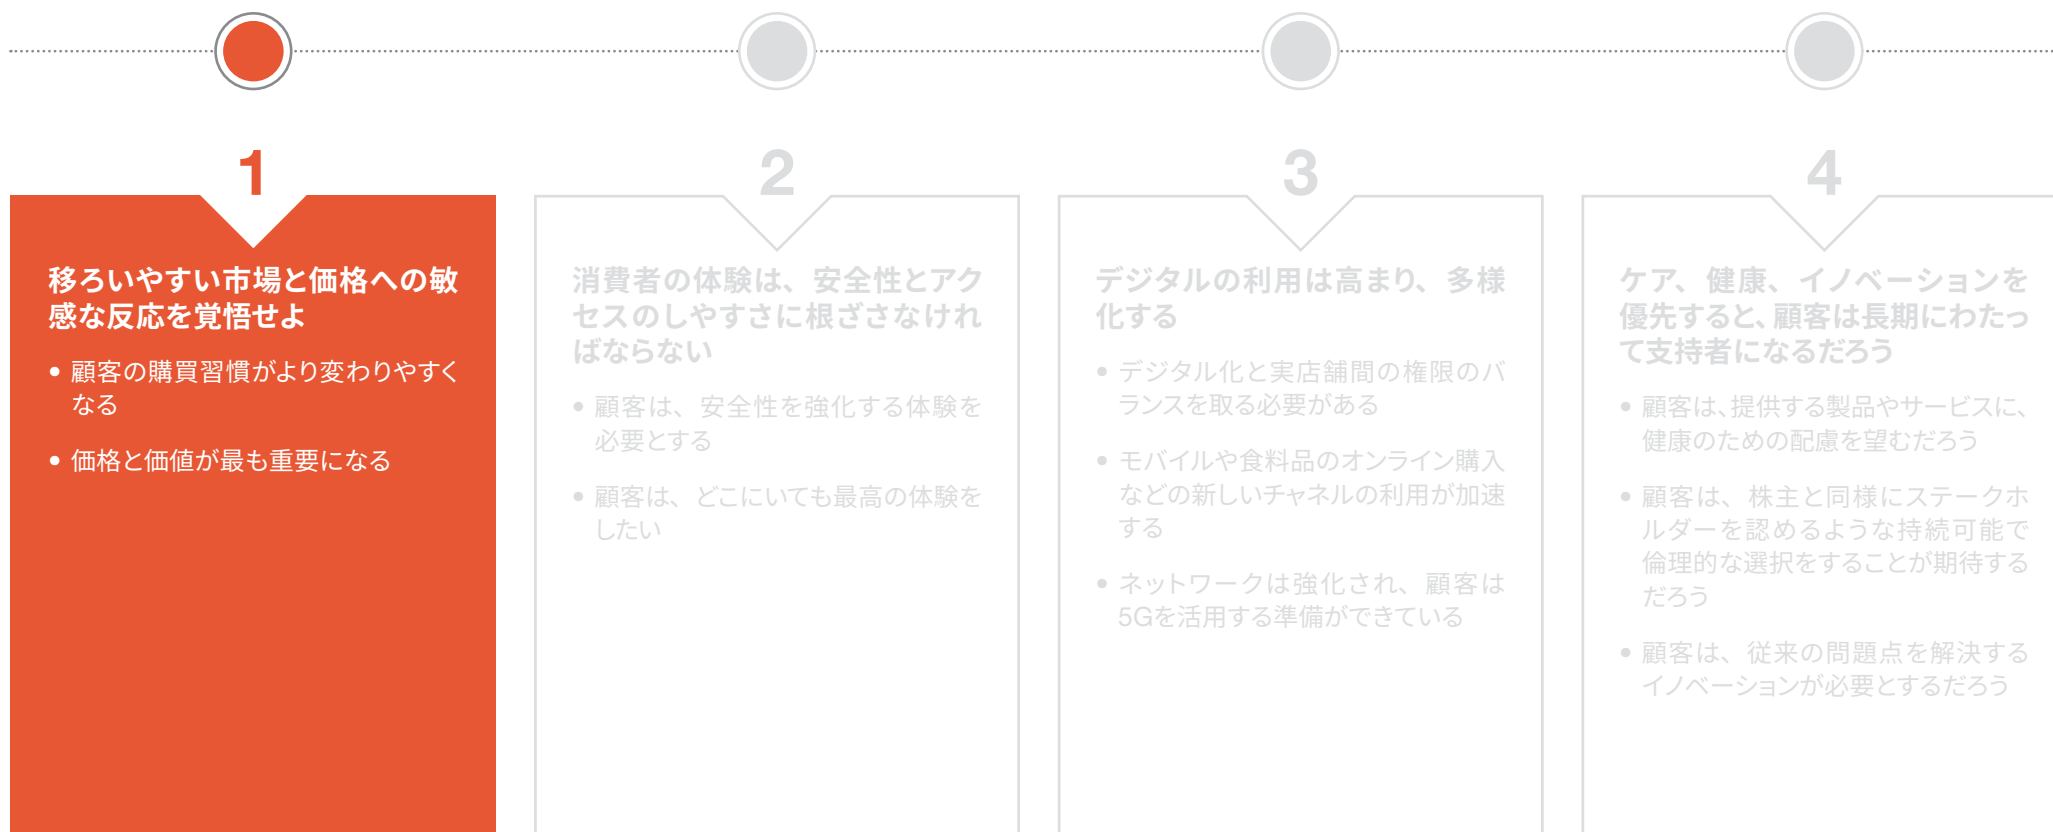 1
移ろいやすい市場と価格への敏
感な反応を覚悟せよ
• 顧客の購買習慣がより変わりやすく
なる
• 価格と価値が最も重要になる
2
消費者の体験は、安全性とアク
セスのしやすさに根ざさなけれ
ばならない
• 顧客は、安全性を強化する体験を
必要とする
• 顧客は、どこにいても最高の体験を
したい
3
デジタルの利用は高まり、多様
化する
• デジタル化と実店舗間の権限のバ
ランスを取る必要がある
• モバイルや食料品のオンライン購入
などの新しいチャネルの利用が加速
する
• ネットワークは強化され、顧客は
5Gを活用する準備ができている
4
ケア、健康、イノベーションを
優先すると、顧客は長期にわたっ
て支持者になるだろう
• 顧客は、提供する製品やサービスに、
健康のための配慮を望むだろう
• 顧客は、株主と同様にステークホ
ルダーを認めるような持続可能で
倫理的な選択をすることが期待する
だろう
• 顧客は、従来の問題点を解決する
イノベーションが必要とするだろう